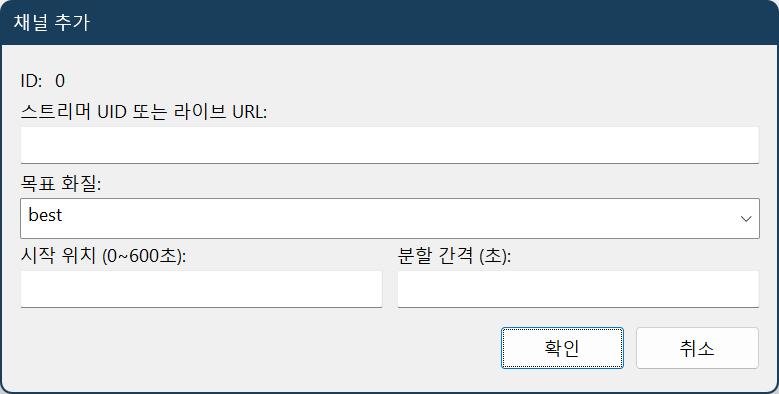 채널 추가
ID: 0
스트리머 UID 또는 라이브 URL:
목표 화질:
best
시작 위치 (0~600초): 분할 간격 (초):
확인 취소